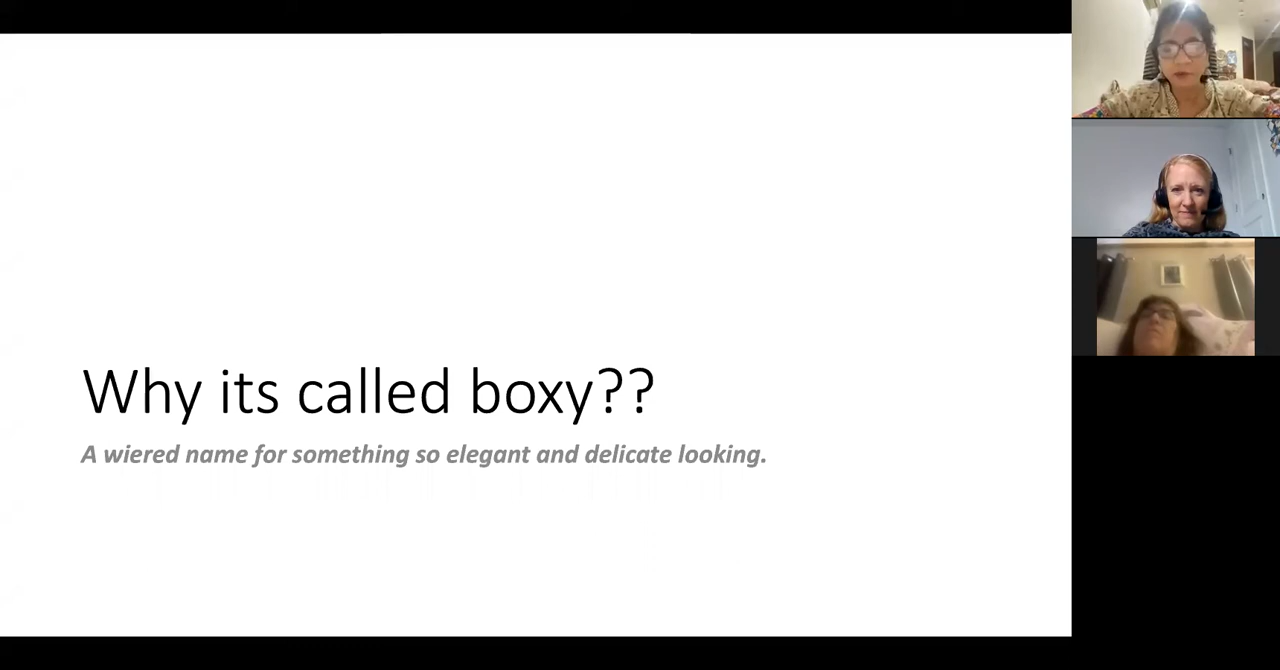 Why its called boxy??
A wiered name for something so elegant and delicate looking.